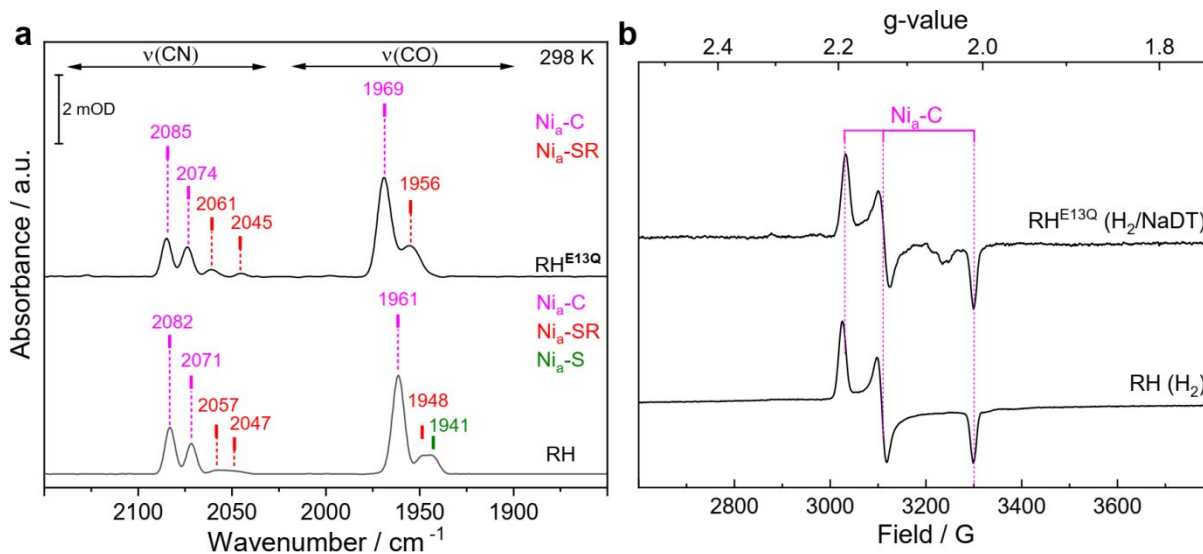 a
ν(CN)
ν(CO)
298 K
2 mOD
1969
Niₐ-C
Niₐ-SR
2085
2074
2061
2045
1956
RHᴱ¹³Q
Niₐ-C
Niₐ-SR
Niₐ-S
2082
2071
2057
2047
1961
1948
1941
RH
Absorbance / a.u.
2100
2050
2000
1950
1900
Wavenumber / cm⁻¹
b
g-value
2.4
2.2
2.0
1.8
Niₐ-C
RHᴱ¹³Q (H₂/NaDT)
RH (H₂)
2800
3000
3200
3400
3600
Field / G